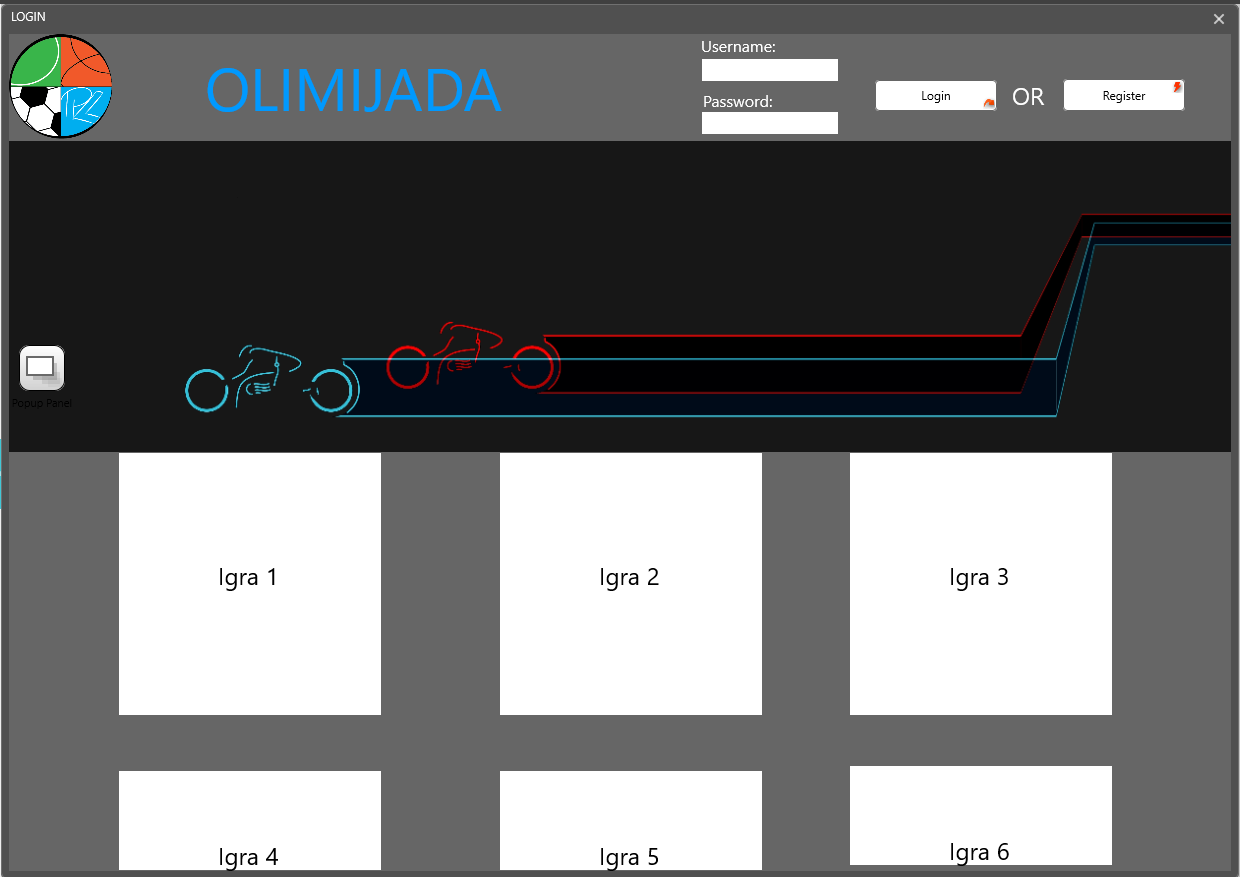 LOGIN
OLIMIJADA
Username:
Password:
Login
OR
Register
Popup Panel
Igra 1
Igra 2
Igra 3
Igra 4
Igra 5
Igra 6